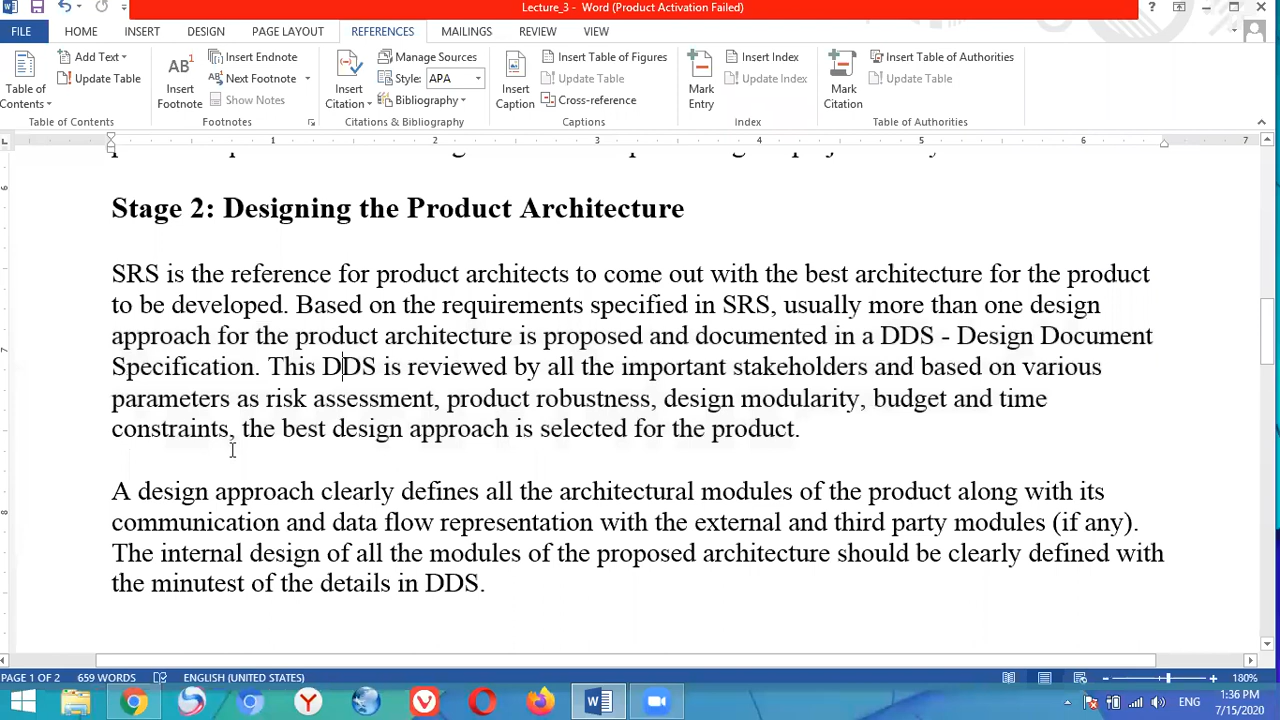 Lecture_3 - Word (Product Activation Failed)
FILE HOME INSERT DESIGN PAGE LAYOUT REFERENCES MAILINGS REVIEW VIEW
Add Text Insert Endnote Manage Sources Insert Table of Figures Insert Index Insert Table of Authorities
Update Table AB¹ Next Footnote Style: APA Update Table Update Index Update Table
Table of Contents Insert Footnote Show Notes Insert Citation Bibliography Insert Caption Cross-reference Mark Entry Mark Citation
Table of Contents Footnotes Citations & Bibliography Captions Index Table of Authorities
1 2 3 4 5 6 7
Stage 2: Designing the Product Architecture
SRS is the reference for product architects to come out with the best architecture for the product
to be developed. Based on the requirements specified in SRS, usually more than one design
approach for the product architecture is proposed and documented in a DDS - Design Document
Specification. This DDS is reviewed by all the important stakeholders and based on various
parameters as risk assessment, product robustness, design modularity, budget and time
constraints, the best design approach is selected for the product.
A design approach clearly defines all the architectural modules of the product along with its
communication and data flow representation with the external and third party modules (if any).
The internal design of all the modules of the proposed architecture should be clearly defined with
the minutest of the details in DDS.
PAGE 1 OF 2 659 WORDS ENGLISH (UNITED STATES) 180%
ENG 1:36 PM
7/15/2020